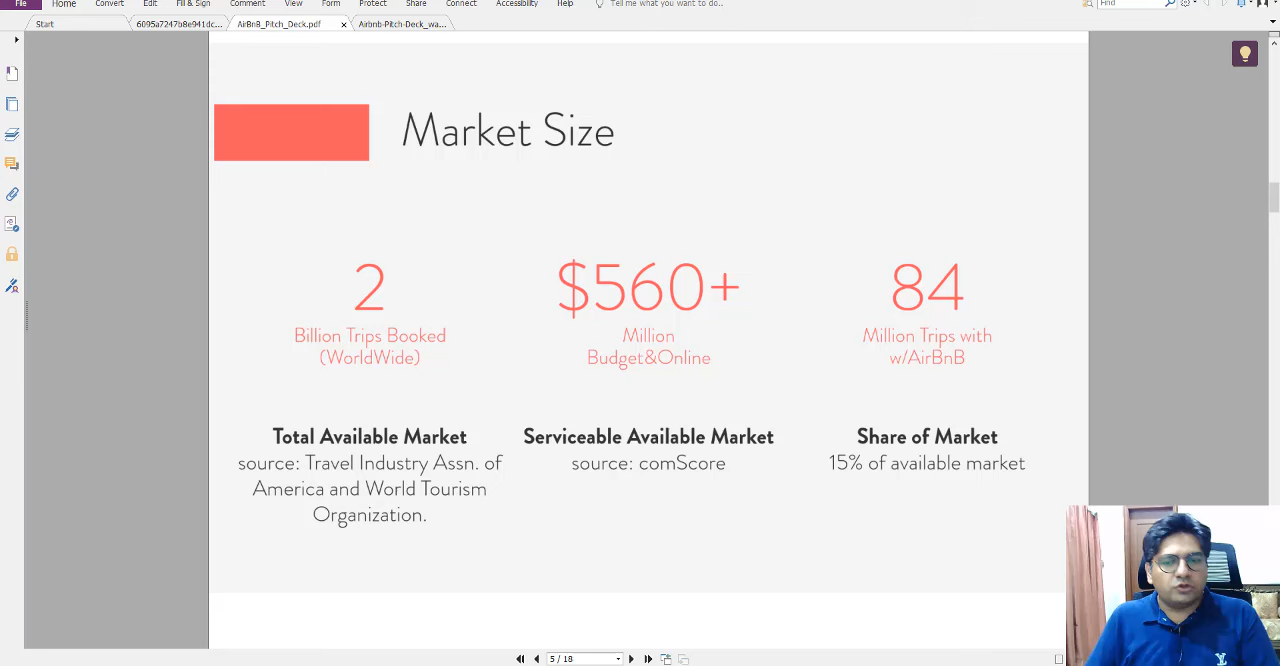 File Home Convert Edit Fill & Sign View Form Protect Share Comment Connect Accessibility Help Tell me what you want to do.. Find
Start 6095a7247b8e941dc... AirBnB_Pitch_Deck.pdf × Airbnb-Pitch-Deck_wa...
Market Size
2 $560+ 84
Billion Trips Booked Million Million Trips with
(WorldWide) Budget&Online w/AirBnB
Total Available Market Serviceable Available Market Share of Market
source: Travel Industry Assn. of source: comScore 15% of available market
America and World Tourism
Organization.
5 / 18